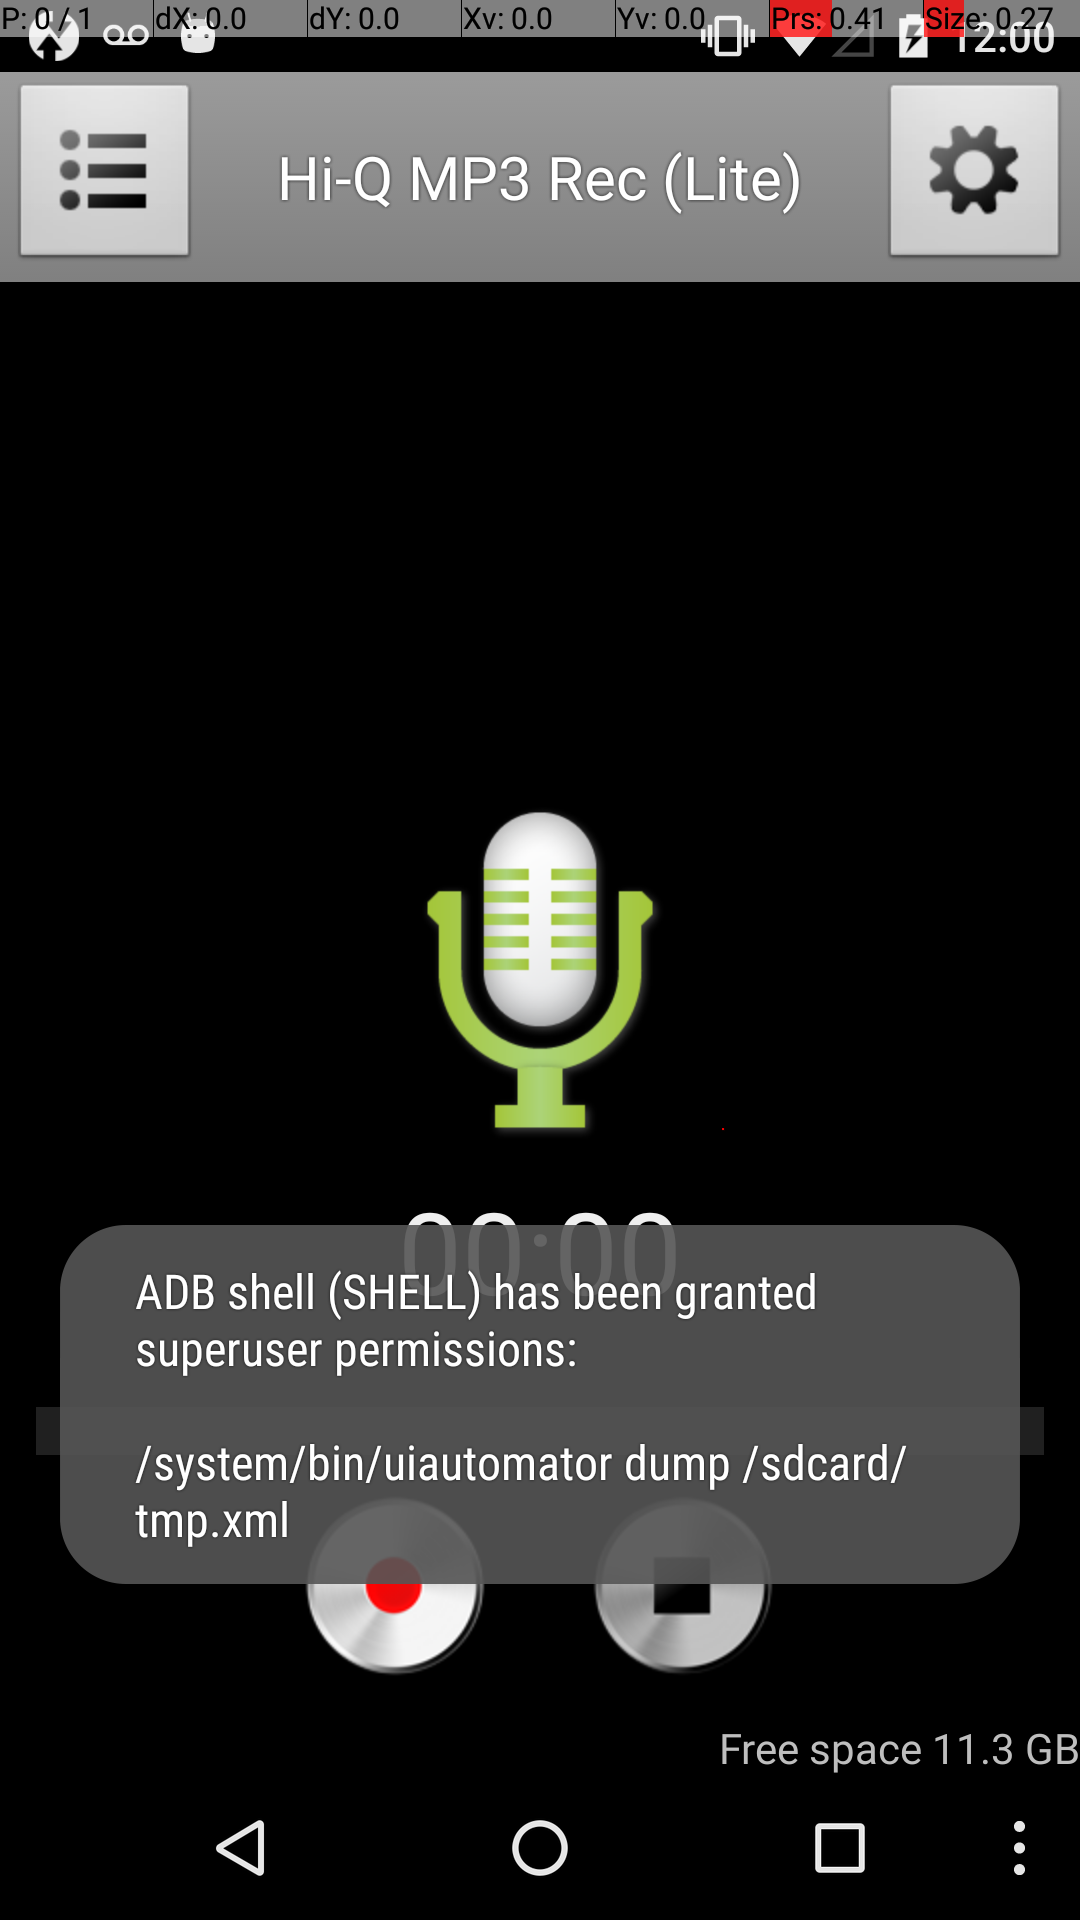 P: 0 / 1 dX: 0.0 dY: 0.0 Xv: 0.0 Yv: 0.0 Prs: 0.41 Size: 0.27
12:00
Hi-Q MP3 Rec (Lite)
00:00
ADB shell (SHELL) has been granted
superuser permissions:
/system/bin/uiautomator dump /sdcard/
tmp.xml
Free space 11.3 GB